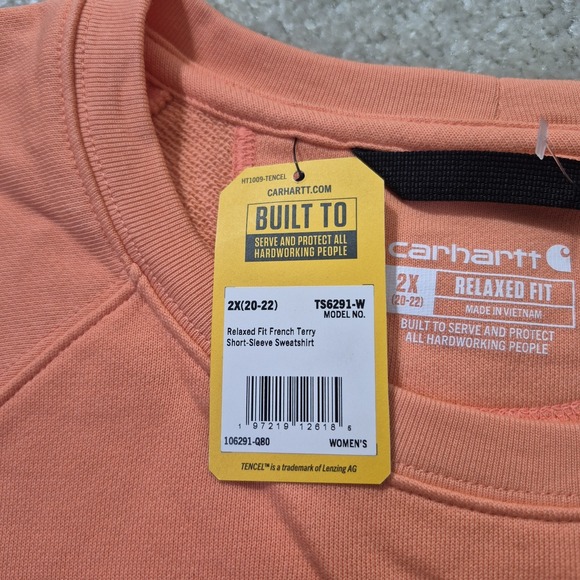 HT1009-TENCEL
CARHARTT.COM
BUILT TO
SERVE AND PROTECT ALL
HARDWORKING PEOPLE
2X(20-22) TS6291-W
MODEL NO.
Relaxed Fit French Terry
Short-Sleeve Sweatshirt
1 97219 12618 5
106291-Q80 WOMEN'S
TENCEL™ is a trademark of Lenzing AG
carhartt
2X RELAXED FIT
(20-22) MADE IN VIETNAM
BUILT TO SERVE AND PROTECT
ALL HARDWORKING PEOPLE